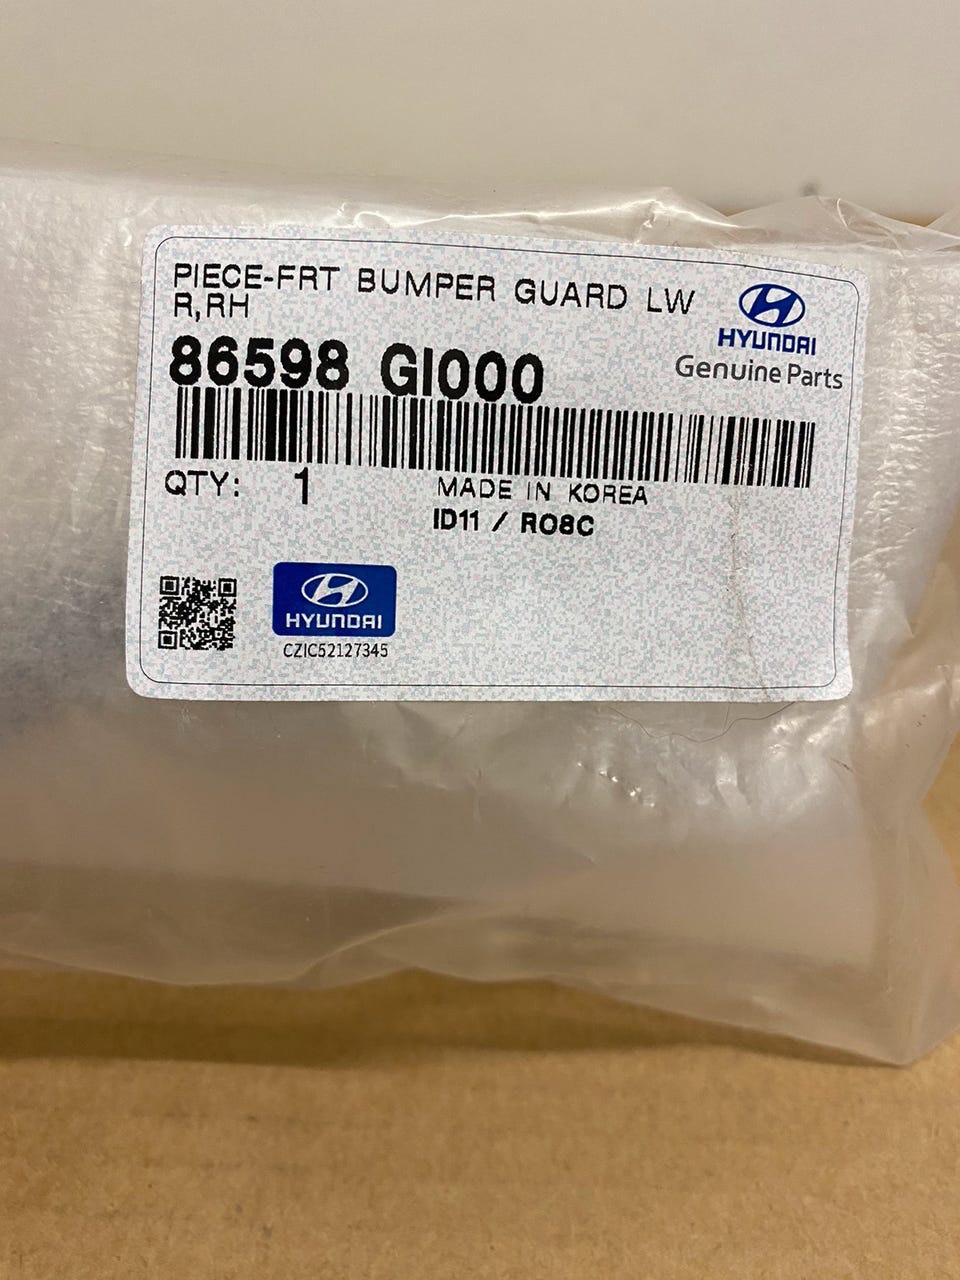 PIECE-FRT BUMPER GUARD LW
R,RH
HYUNDAI
Genuine Parts
86598 GI000
QTY: 1
MADE IN KOREA
ID11 / R08C
HYUNDAI
CZIC52127345